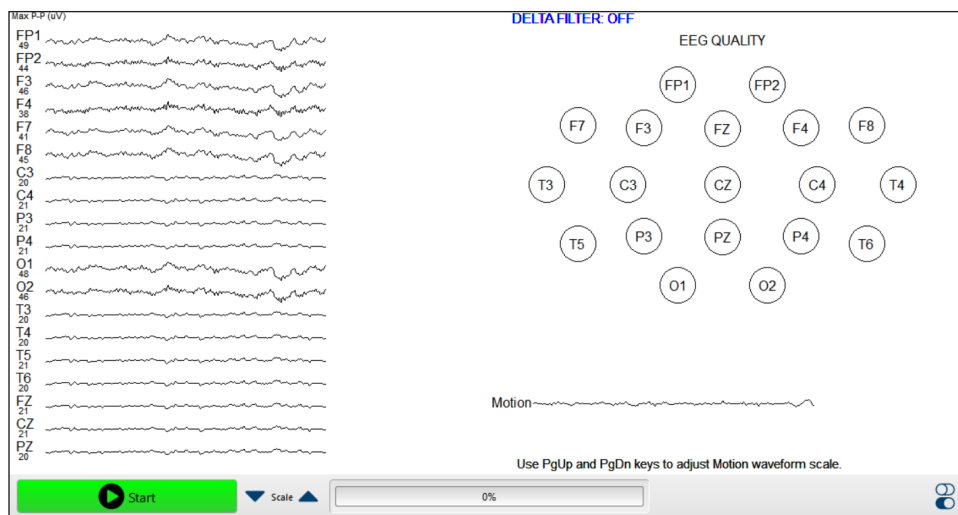 Max P-P (uV)
DELTA FILTER: OFF
EEG QUALITY
FP1
49
FP2
44
F3
46
F4
38
F7
41
F8
45
C3
20
C4
21
P3
21
P4
21
O1
48
O2
46
T3
20
T4
20
T5
21
T6
20
FZ
21
CZ
21
PZ
20
FP1 FP2
F7 F3 FZ F4 F8
T3 C3 CZ C4 T4
T5 P3 PZ P4 T6
O1 O2
Motion
Use PgUp and PgDn keys to adjust Motion waveform scale.
Start Scale 0%